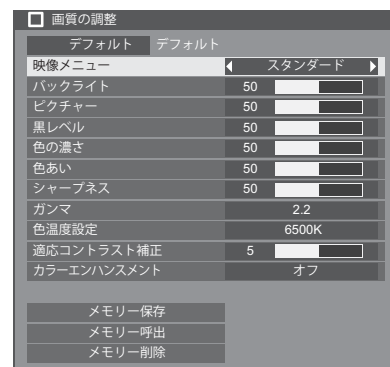 画質の調整
デフォルト デフォルト
映像メニュー スタンダード
バックライト 50
ピクチャー 50
黒レベル 50
色の濃さ 50
色あい 50
シャープネス 50
ガンマ 2.2
色温度設定 6500K
適応コントラスト補正 5
カラーエンハンスメント オフ
メモリー保存
メモリー呼出
メモリー削除